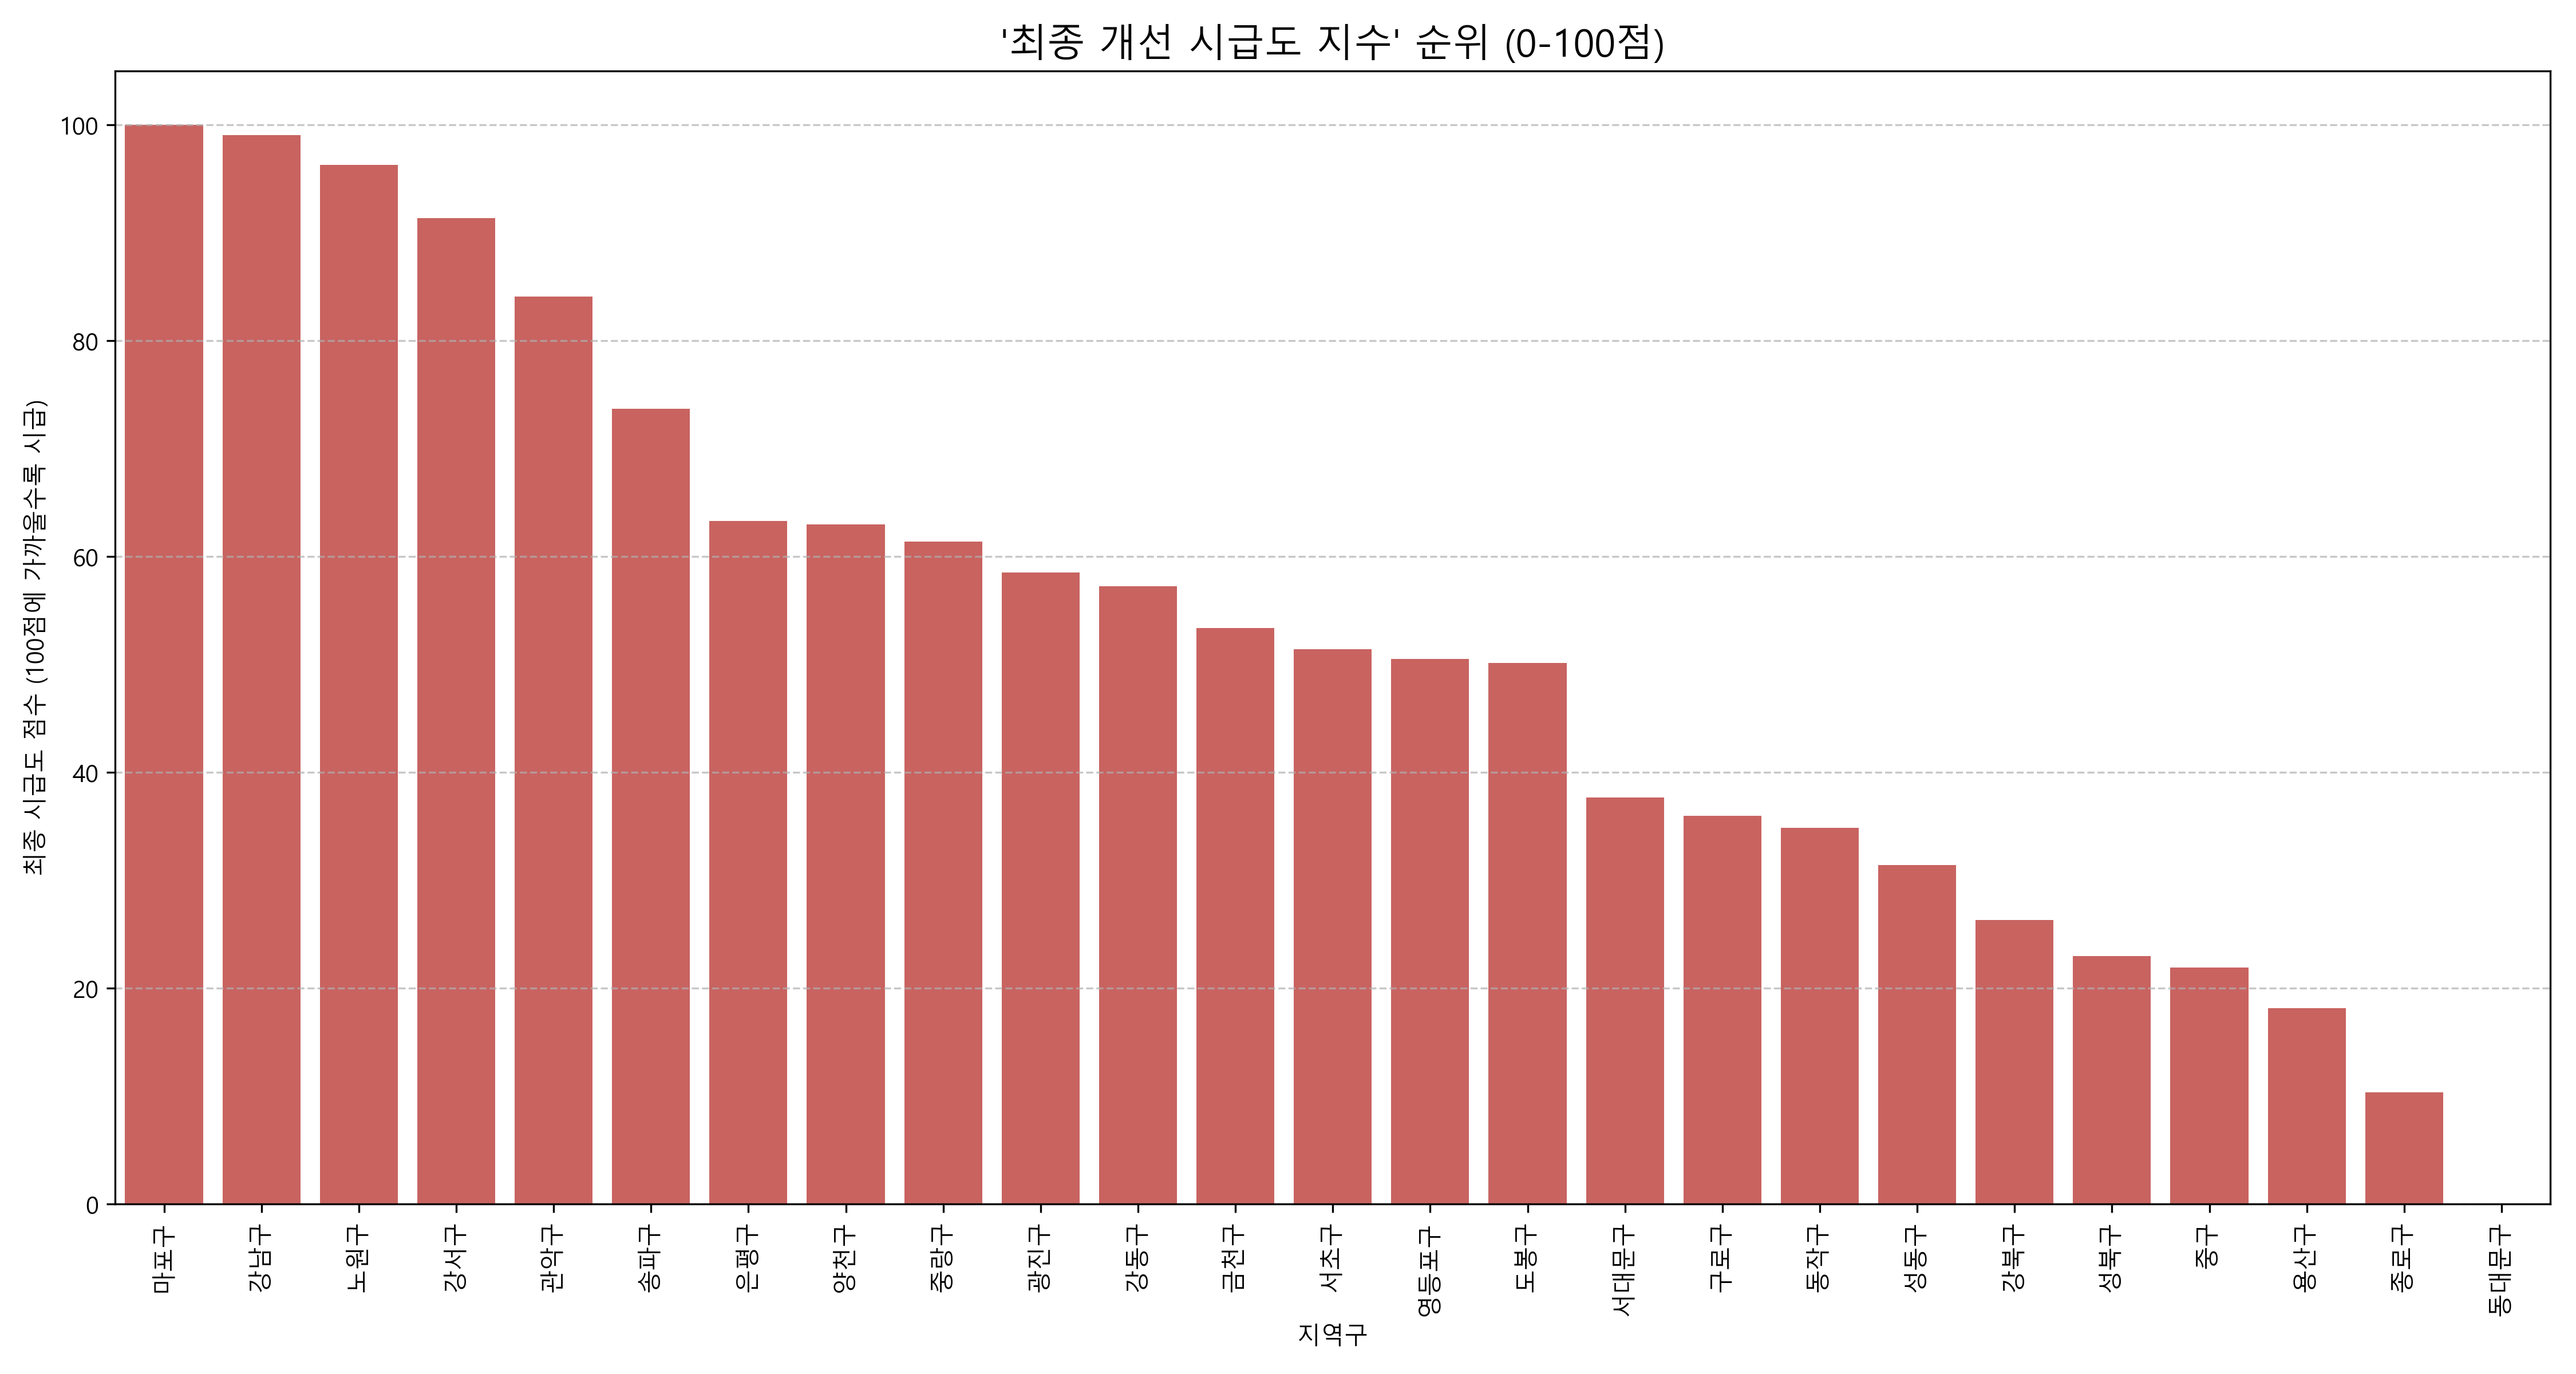 '최종 개선 시급도 지수' 순위 (0-100점)
최종 시급도 점수 (100점에 가까울수록 시급)
100
80
60
40
20
0
마포구
강남구
노원구
강서구
관악구
송파구
은평구
양천구
중랑구
광진구
강동구
금천구
서초구
영등포구
도봉구
서대문구
구로구
동작구
성동구
강북구
성북구
중구
용산구
종로구
동대문구
지역구